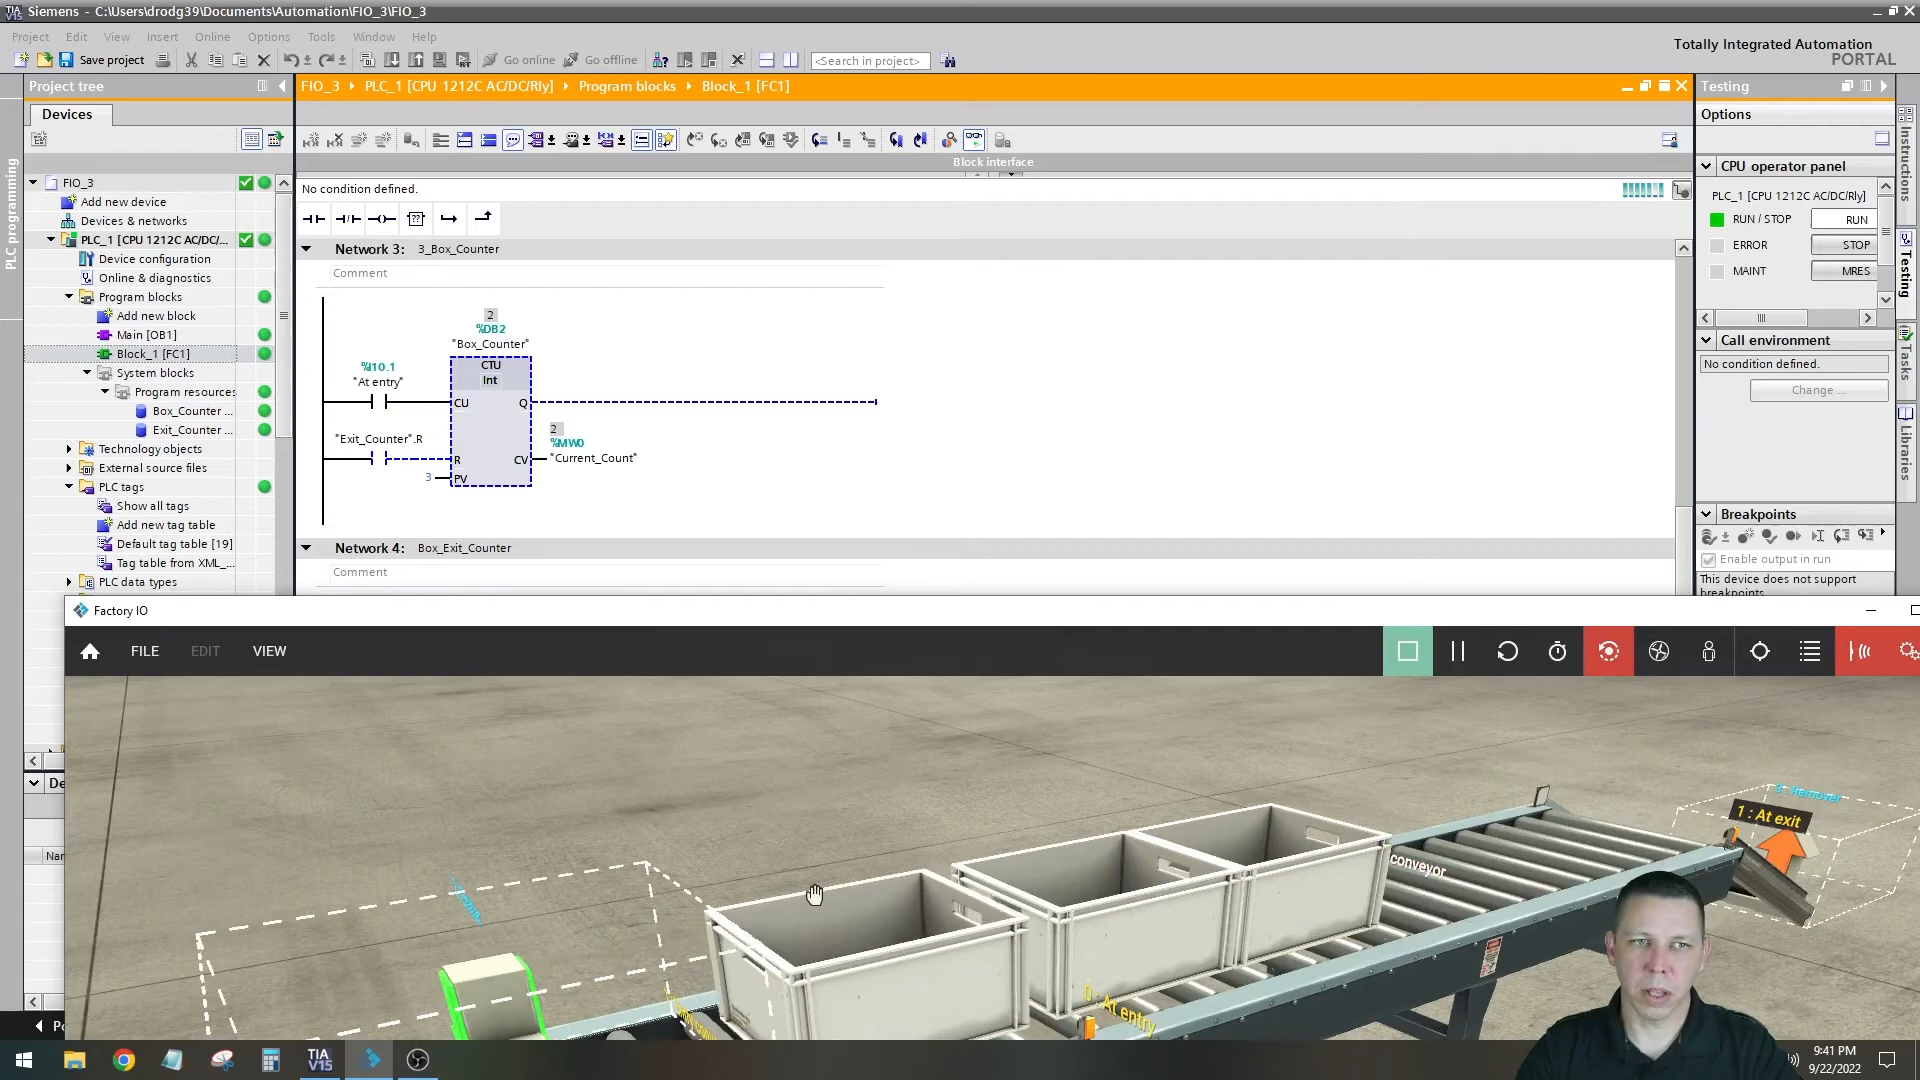 Siemens - C:\Users\drodg39\Documents\Automation\FIO_3\FIO_3
Project Edit View Insert Online Options Tools Window Help
Totally Integrated Automation
PORTAL
Save project
Go online
Go offline
<Search in project>
Project tree
Devices
PLC programming
FIO_3
Add new device
Devices & networks
PLC_1 [CPU 1212C AC/DC/...
Device configuration
Online & diagnostics
Program blocks
Add new block
Main [OB1]
Block_1 [FC1]
System blocks
Program resources
Box_Counter ...
Exit_Counter ...
Technology objects
External source files
PLC tags
Show all tags
Add new tag table
Default tag table [19]
Tag table from XML_...
PLC data types
De
Nar
FIO_3 PLC_1 [CPU 1212C AC/DC/Rly] Program blocks Block_1 [FC1]
Block interface
No condition defined.
??
Network 3: 3_Box_Counter
Comment
2
%DB2
"Box_Counter"
CTU
Int
%I10.1
"At entry"
CU
Q
"Exit_Counter".R
2
%MW0
"Current_Count"
R
CV
3
PV
Network 4: Box_Exit_Counter
Comment
Testing
Options
CPU operator panel
PLC_1 [CPU 1212C AC/DC/Rly]
RUN / STOP
RUN
ERROR
STOP
MAINT
MRES
Call environment
No condition defined.
Change ...
Breakpoints
Enable output in run
This device does not support
breakpoints
Instructions
Testing
Tasks
Libraries
Factory IO
FILE
EDIT
VIEW
1 : At exit
Remover
conveyor
0 : At entry
TIA
V15
9:41 PM
9/22/2022